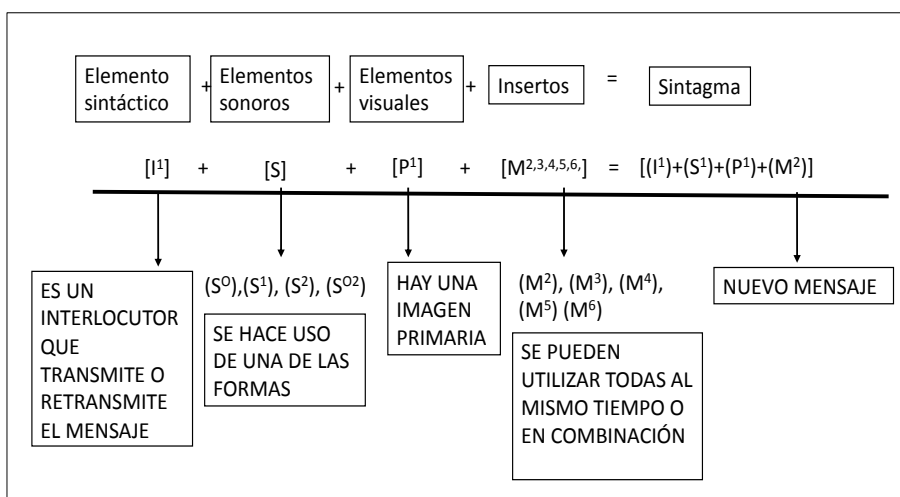 Elemento sintáctico + Elementos sonoros + Elementos visuales + Insertos = Sintagma
[I¹] + [S] + [P¹] + [M²,³,⁴,⁵,⁶,] = [(I¹)+(S¹)+(P¹)+(M²)]
ES UN
INTERLOCUTOR
QUE
TRANSMITE O
RETRANSMITE
EL MENSAJE
(S⁰),(S¹), (S²), (S⁰²)
SE HACE USO
DE UNA DE LAS
FORMAS
HAY UNA
IMAGEN
PRIMARIA
(M²), (M³), (M⁴),
(M⁵) (M⁶)
SE PUEDEN
UTILIZAR TODAS AL
MISMO TIEMPO O
EN COMBINACIÓN
NUEVO MENSAJE